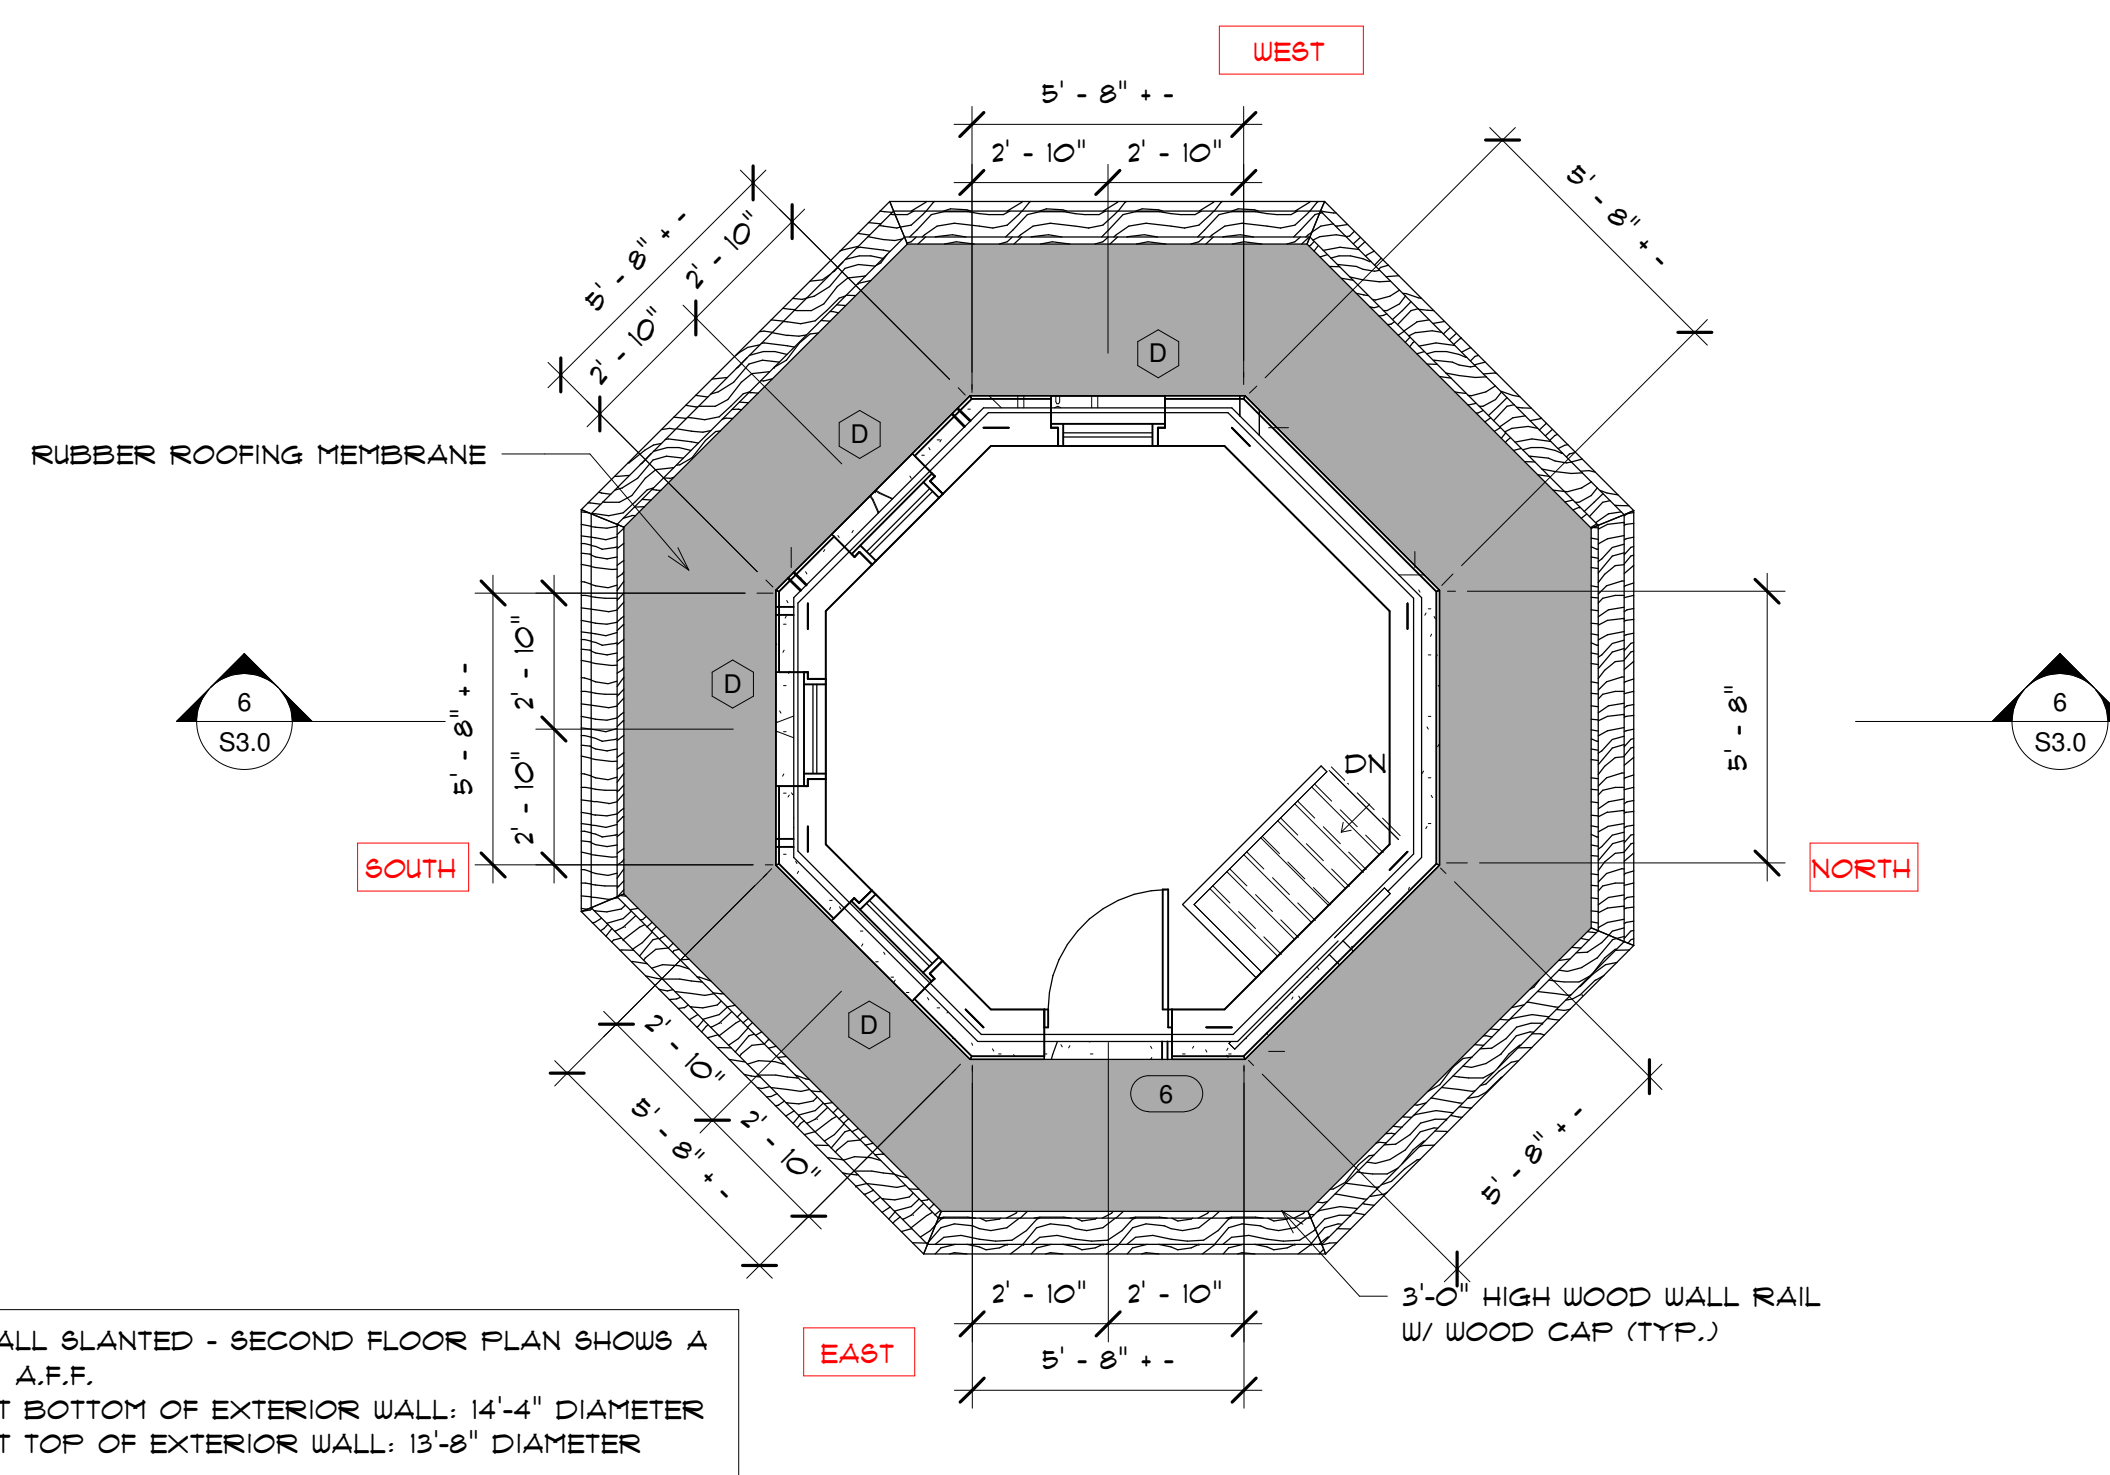 WEST
5' - 8" + -
2' - 10" 2' - 10"
5' - 8" + -
5' - 8" + -
2' - 10"
2' - 10"
D
D
RUBBER ROOFING MEMBRANE
2' - 10"
5' - 8" + -
2' - 10"
D
6
S3.0
6
S3.0
5' - 8"
DN
SOUTH
NORTH
2' - 10"
D
2' - 10"
5' - 8" + -
6
5' - 8" + -
2' - 10" 2' - 10"
5' - 8" + -
EAST
3'-0" HIGH WOOD WALL RAIL
W/ WOOD CAP (TYP.)
ALL SLANTED - SECOND FLOOR PLAN SHOWS A
A.F.F.
T BOTTOM OF EXTERIOR WALL: 14'-4" DIAMETER
T TOP OF EXTERIOR WALL: 13'-8" DIAMETER